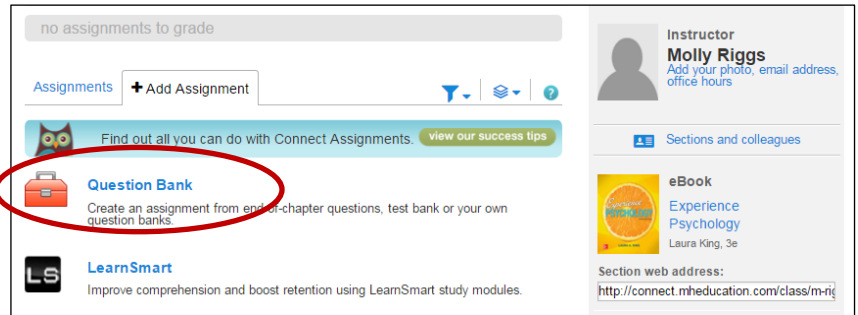 no assignments to grade
Assignments
+ Add Assignment
?
Find out all you can do with Connect Assignments.
view our success tips
Question Bank
Create an assignment from end-of-chapter questions, test bank or your own
question banks.
LS
LearnSmart
Improve comprehension and boost retention using LearnSmart study modules.
Instructor
Molly Riggs
Add your photo, email address,
office hours
Sections and colleagues
eBook
Experience
Psychology
Laura King, 3e
PSYCHOLOGY
Section web address:
http://connect.mheducation.com/class/m-rig